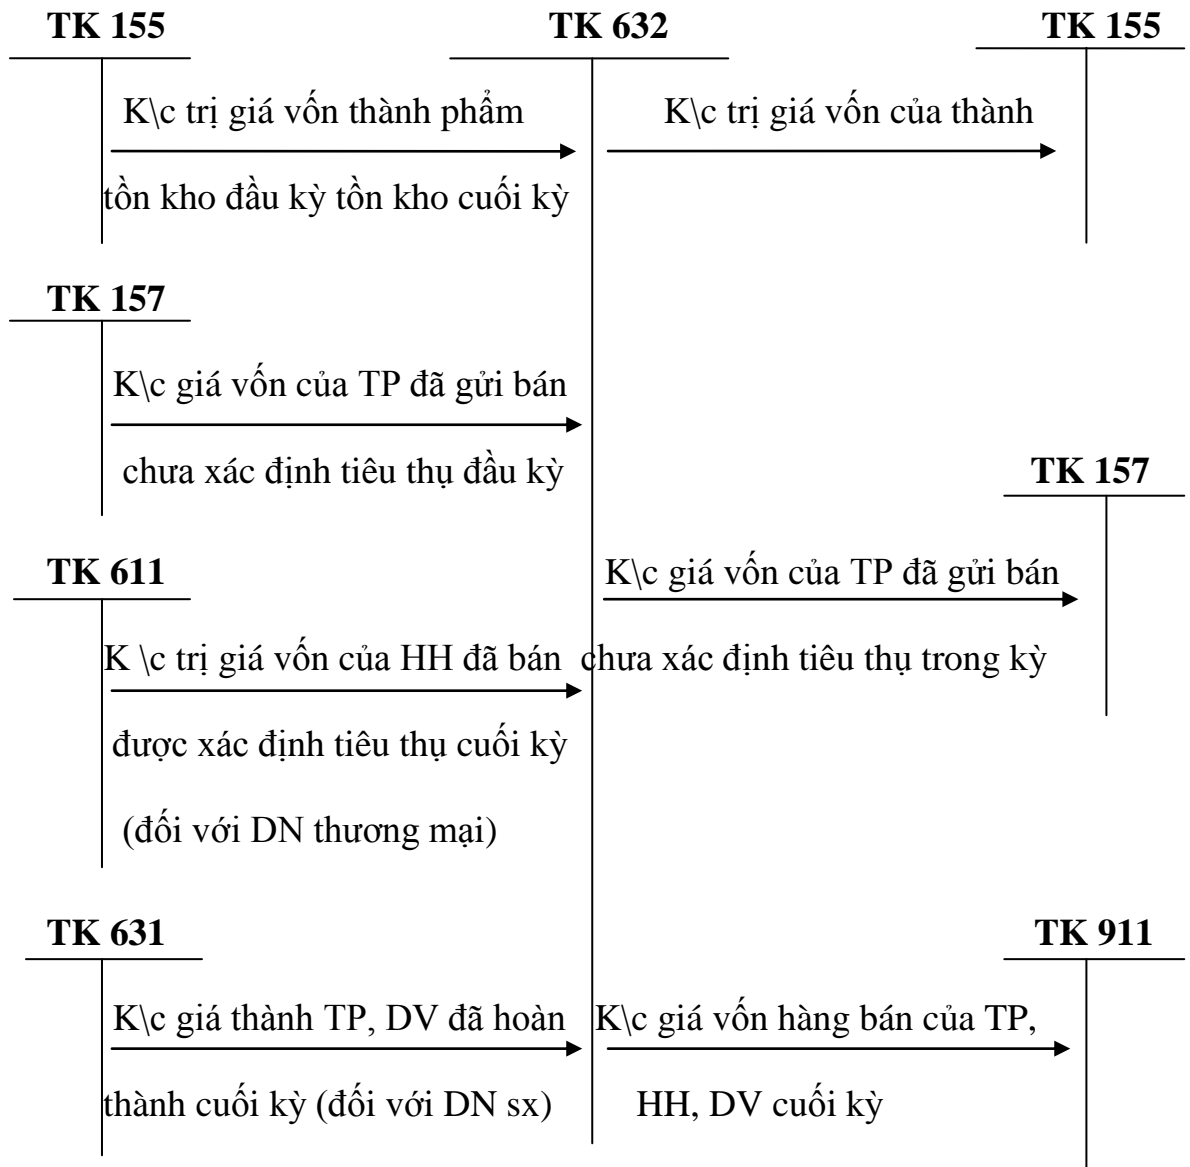 TK 155 TK 632 TK 155
K\c trị giá vốn thành phẩm K\c trị giá vốn của thành
tồn kho đầu kỳ tồn kho cuối kỳ
TK 157
K\c giá vốn của TP đã gửi bán
chưa xác định tiêu thụ đầu kỳ
TK 157
TK 611
K\c giá vốn của TP đã gửi bán
K \c trị giá vốn của HH đã bán chưa xác định tiêu thụ trong kỳ
được xác định tiêu thụ cuối kỳ
(đối với DN thương mại)
TK 631 TK 911
K\c giá thành TP, DV đã hoàn K\c giá vốn hàng bán của TP,
thành cuối kỳ (đối với DN sx) HH, DV cuối kỳ